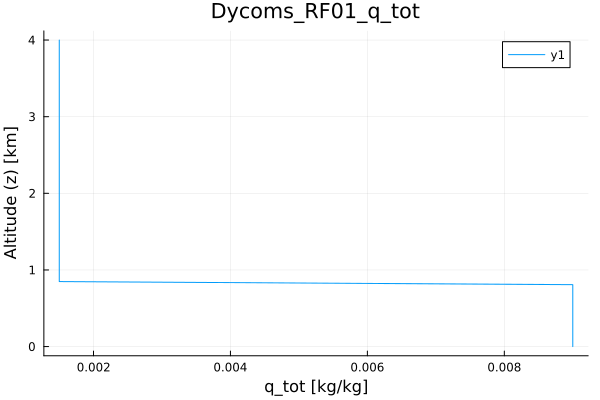 Dycoms_RF01_q_tot
y1
4
3
2
1
0
Altitude (z) [km]
0.002
0.004
0.006
0.008
q_tot [kg/kg]